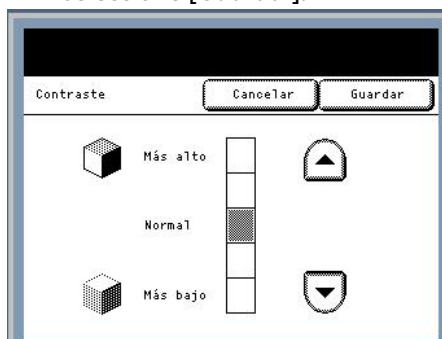 Contraste
Cancelar
Guardar
Más alto
Normal
Más bajo